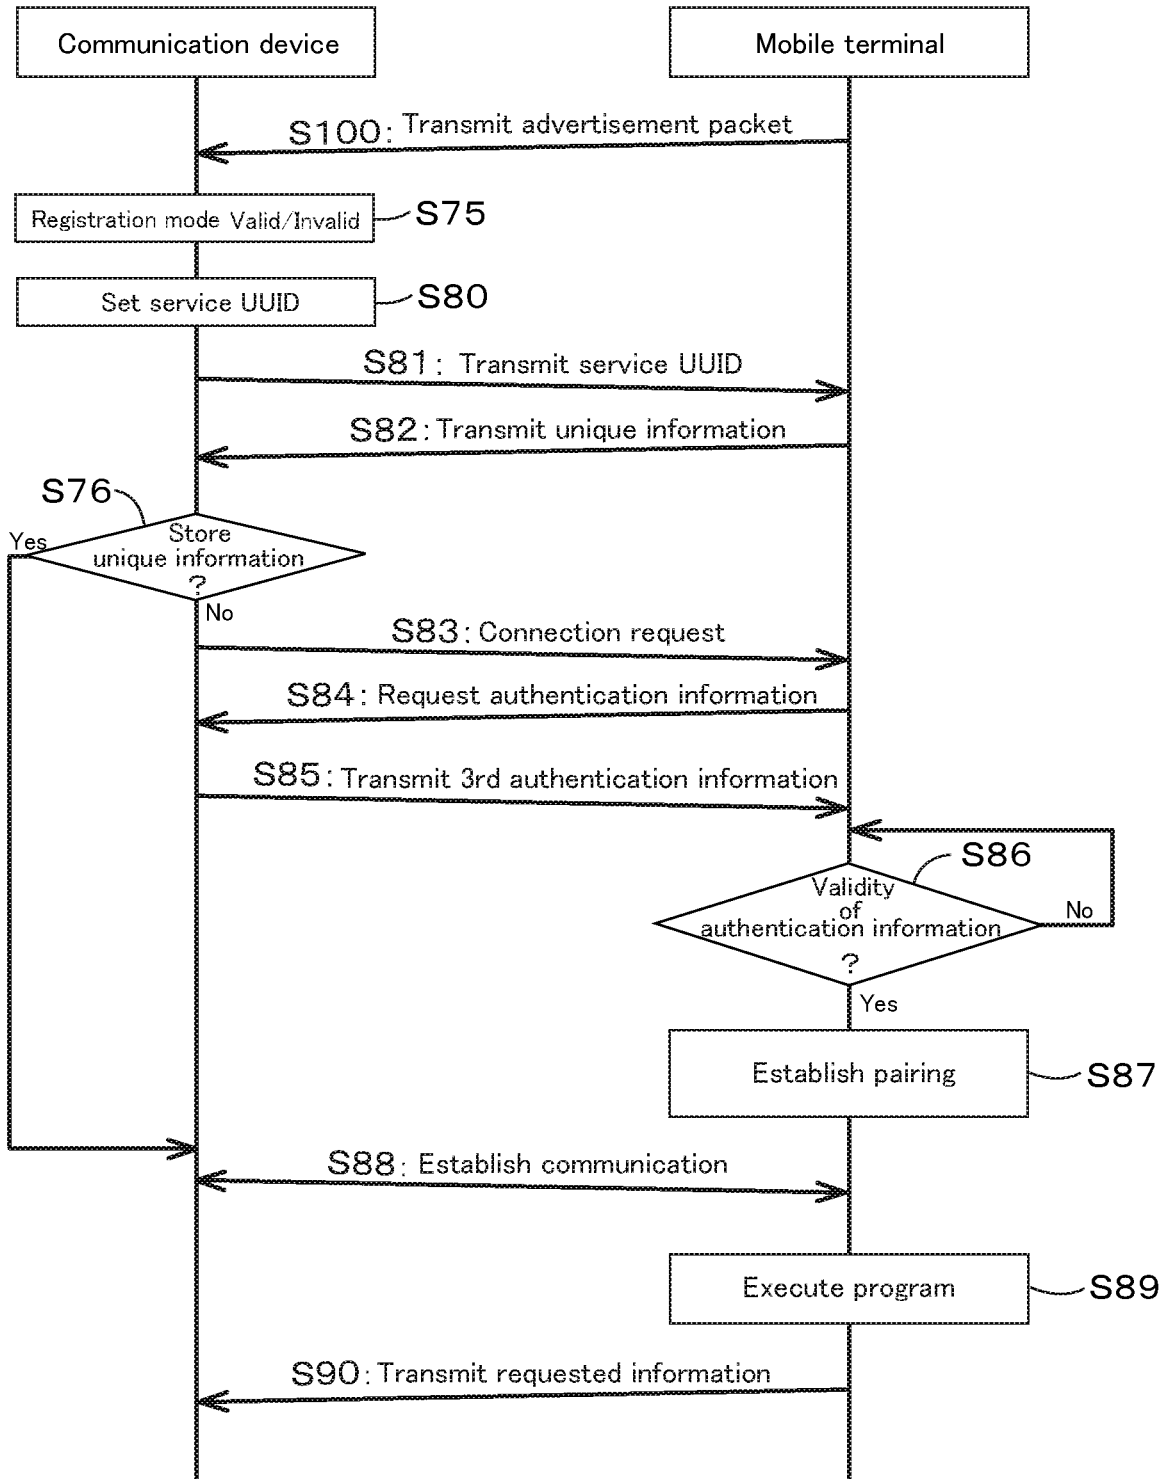 Communication device
Mobile terminal
S100: Transmit advertisement packet
Registration mode Valid/Invalid
S75
Set service UUID
S80
S81: Transmit service UUID
S82: Transmit unique information
S76
Yes
Store
unique information
?
No
S83: Connection request
S84: Request authentication information
S85: Transmit 3rd authentication information
S86
Validity
of
authentication information
?
No
Yes
Establish pairing
S87
S88: Establish communication
Execute program
S89
S90: Transmit requested information